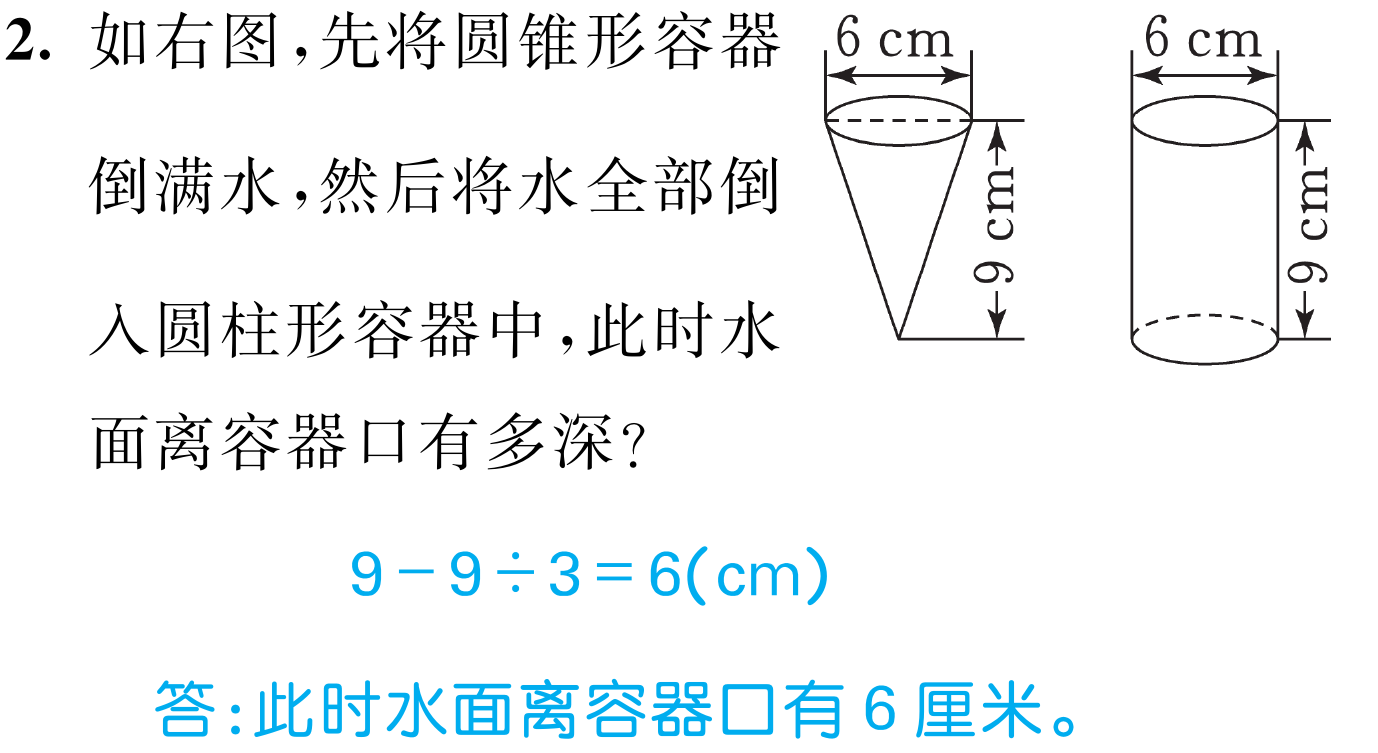 2. 如右图,先将圆锥形容器
倒满水,然后将水全部倒
入圆柱形容器中,此时水
面离容器口有多深?
6 cm
9 cm
6 cm
9 cm
9-9÷3=6(cm)
答:此时水面离容器口有6厘米。